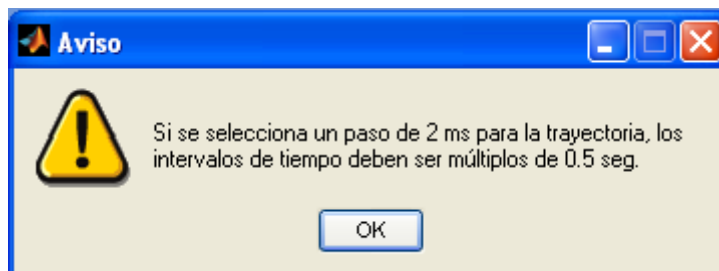 Aviso
Si se selecciona un paso de 2 ms para la trayectoria, los
intervalos de tiempo deben ser múltiplos de 0.5 seg.
OK